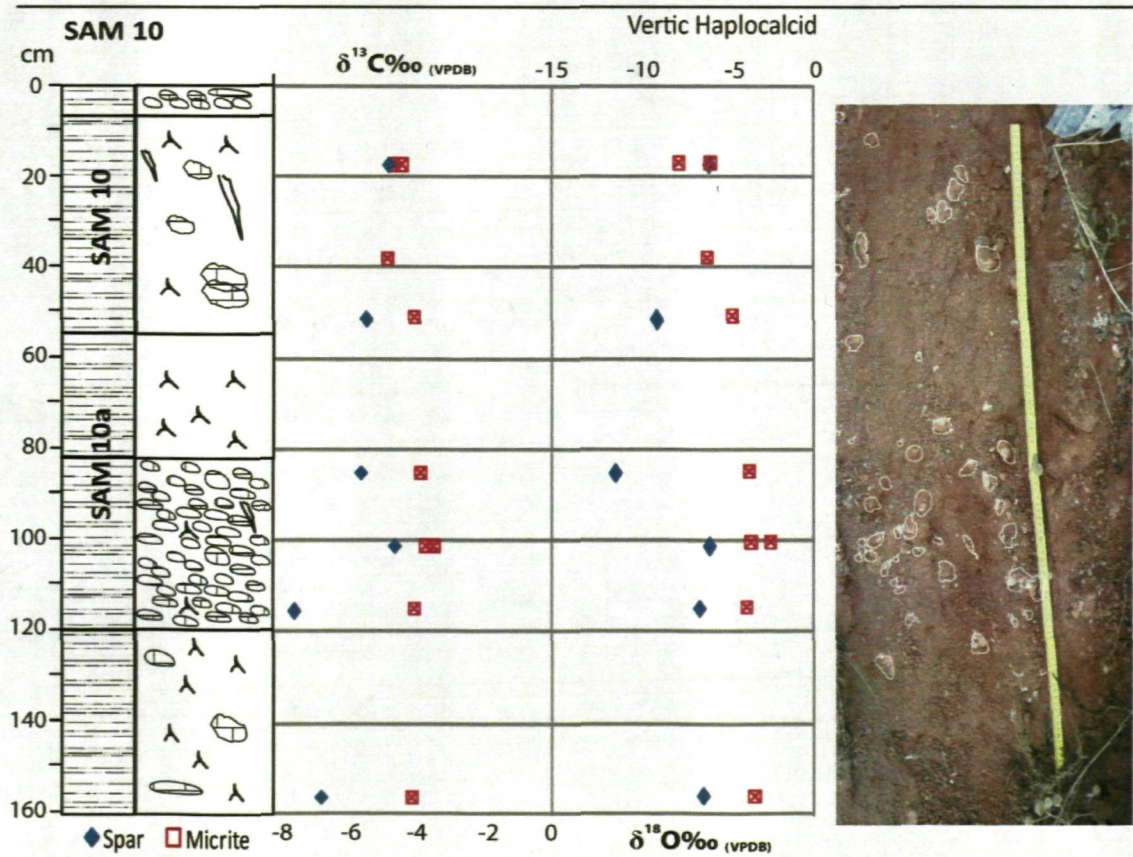 SAM 10
Vertic Haplocalcid
cm
δ¹³C‰ (VPDB)
-15 -10 -5 0
0
20
40
60
80
100
120
140
160
SAM 10
SAM 10a
-8 -6 -4 -2 0
δ¹⁸O‰ (VPDB)
Spar Micrite